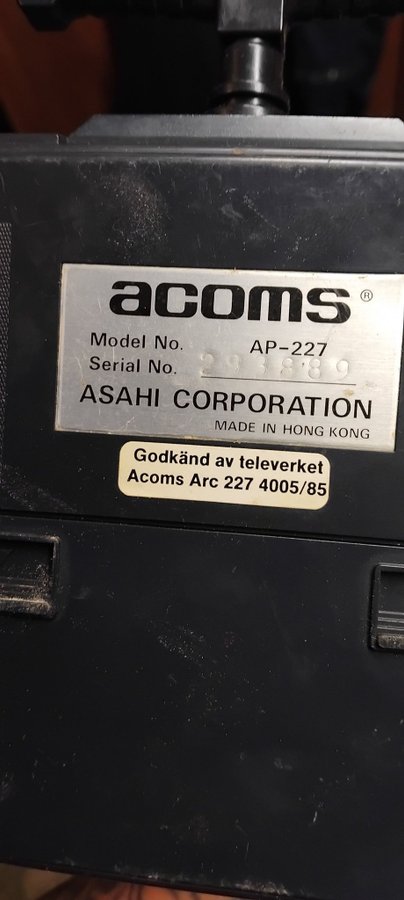 acoms ®
Model No. AP-227
Serial No.
ASAHI CORPORATION
MADE IN HONG KONG
Godkänd av televerket
Acoms Arc 227 4005/85